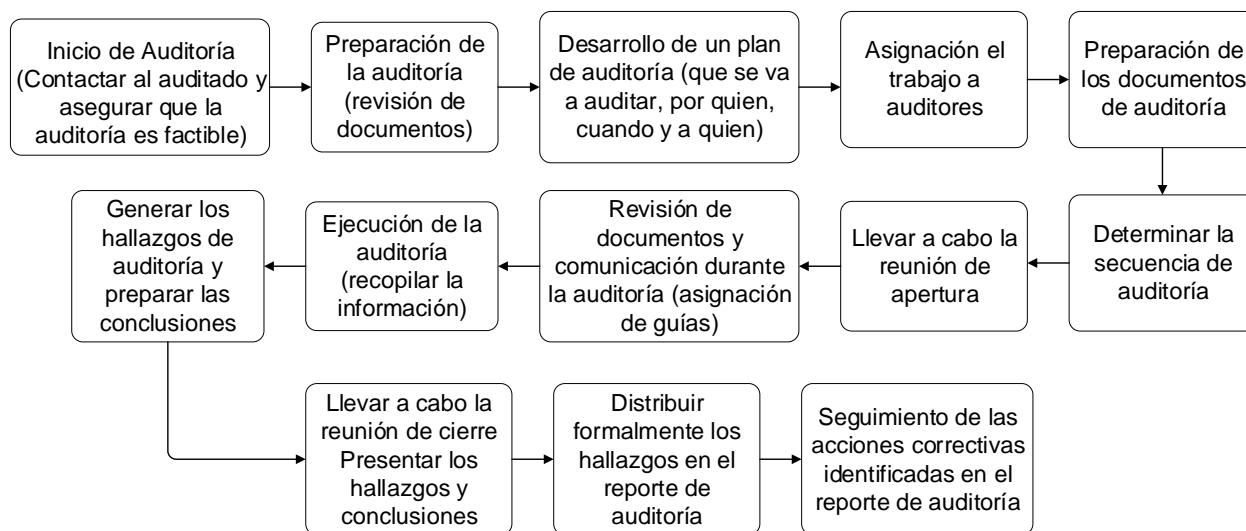 Inicio de Auditoría
(Contactar al auditado y
asegurar que la
auditoría es factible)
Preparación de
la auditoría
(revisión de
documentos)
Desarrollo de un plan
de auditoría (que se va
a auditar, por quien,
cuando y a quien)
Asignación el
trabajo a
auditores
Preparación de
los documentos
de auditoría
Determinar la
secuencia de
auditoría
Llevar a cabo la
reunión de
apertura
Revisión de
documentos y
comunicación durante
la auditoría (asignación
de guías)
Ejecución de la
auditoría
(recopilar la
información)
Generar los
hallazgos de
auditoría y
preparar las
conclusiones
Llevar a cabo la
reunión de cierre
Presentar los
hallazgos y
conclusiones
Distribuir
formalmente los
hallazgos en el
reporte de
auditoría
Seguimiento de las
acciones correctivas
identificadas en el
reporte de auditoría